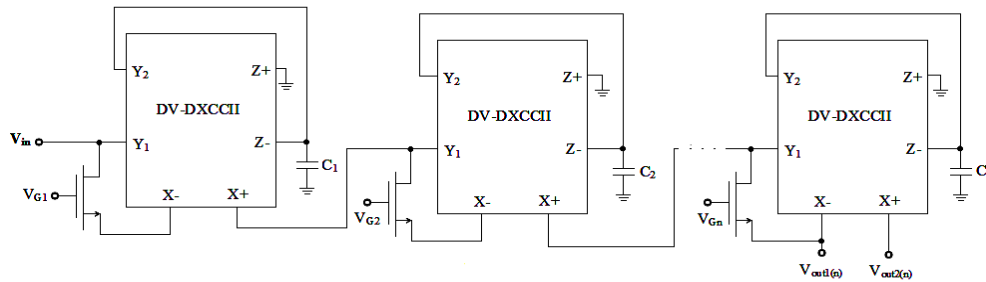 Y2 Z+
DV-DXCCII
Vin Y1 Z- C1
X- X+
VG1
Y2 Z+
DV-DXCCII
Y1 Z- C2
X- X+
VG2
. . . .
Y2 Z+
DV-DXCCII
Y1 Z- C
X- X+
VGn
Vout1(n) Vout2(n)